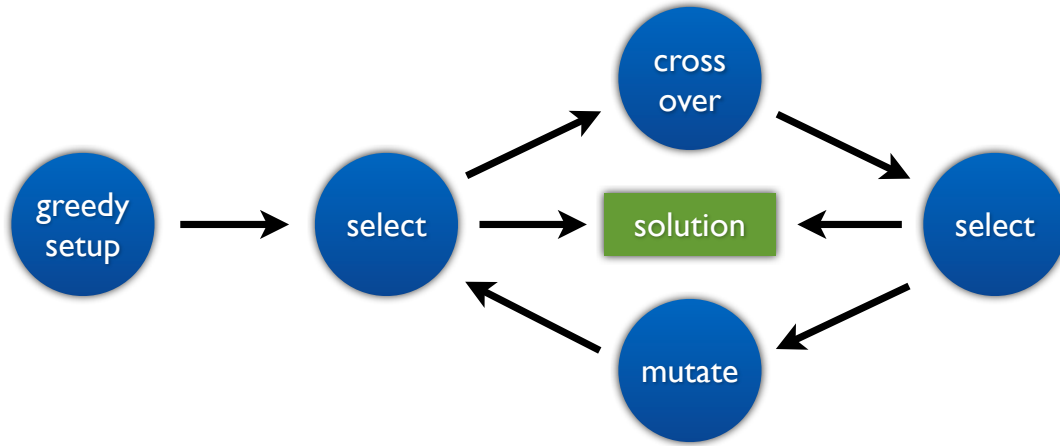 greedy
setup
select
cross
over
solution
mutate
select